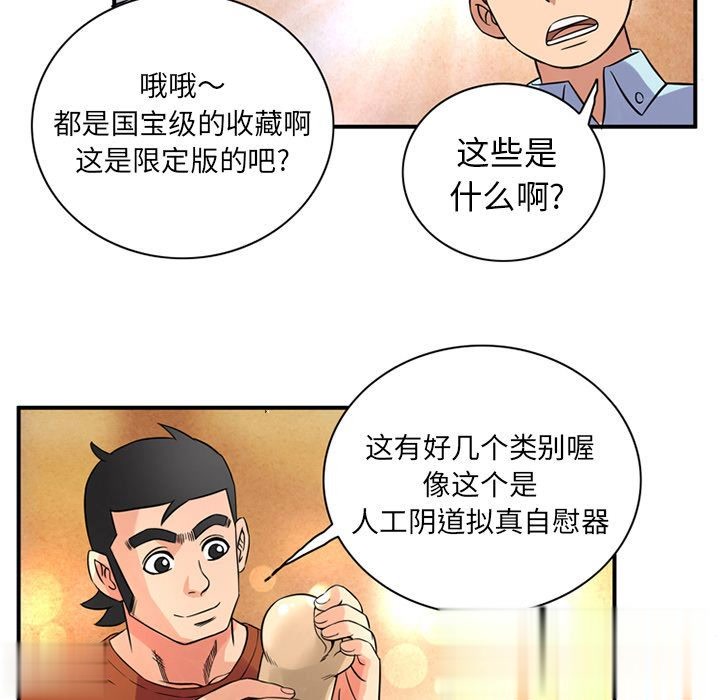 哦哦～
都是国宝级的收藏啊
这是限定版的吧?
这些是
什么啊?
这有好几个类别喔
像这个是
人工阴道拟真自慰器